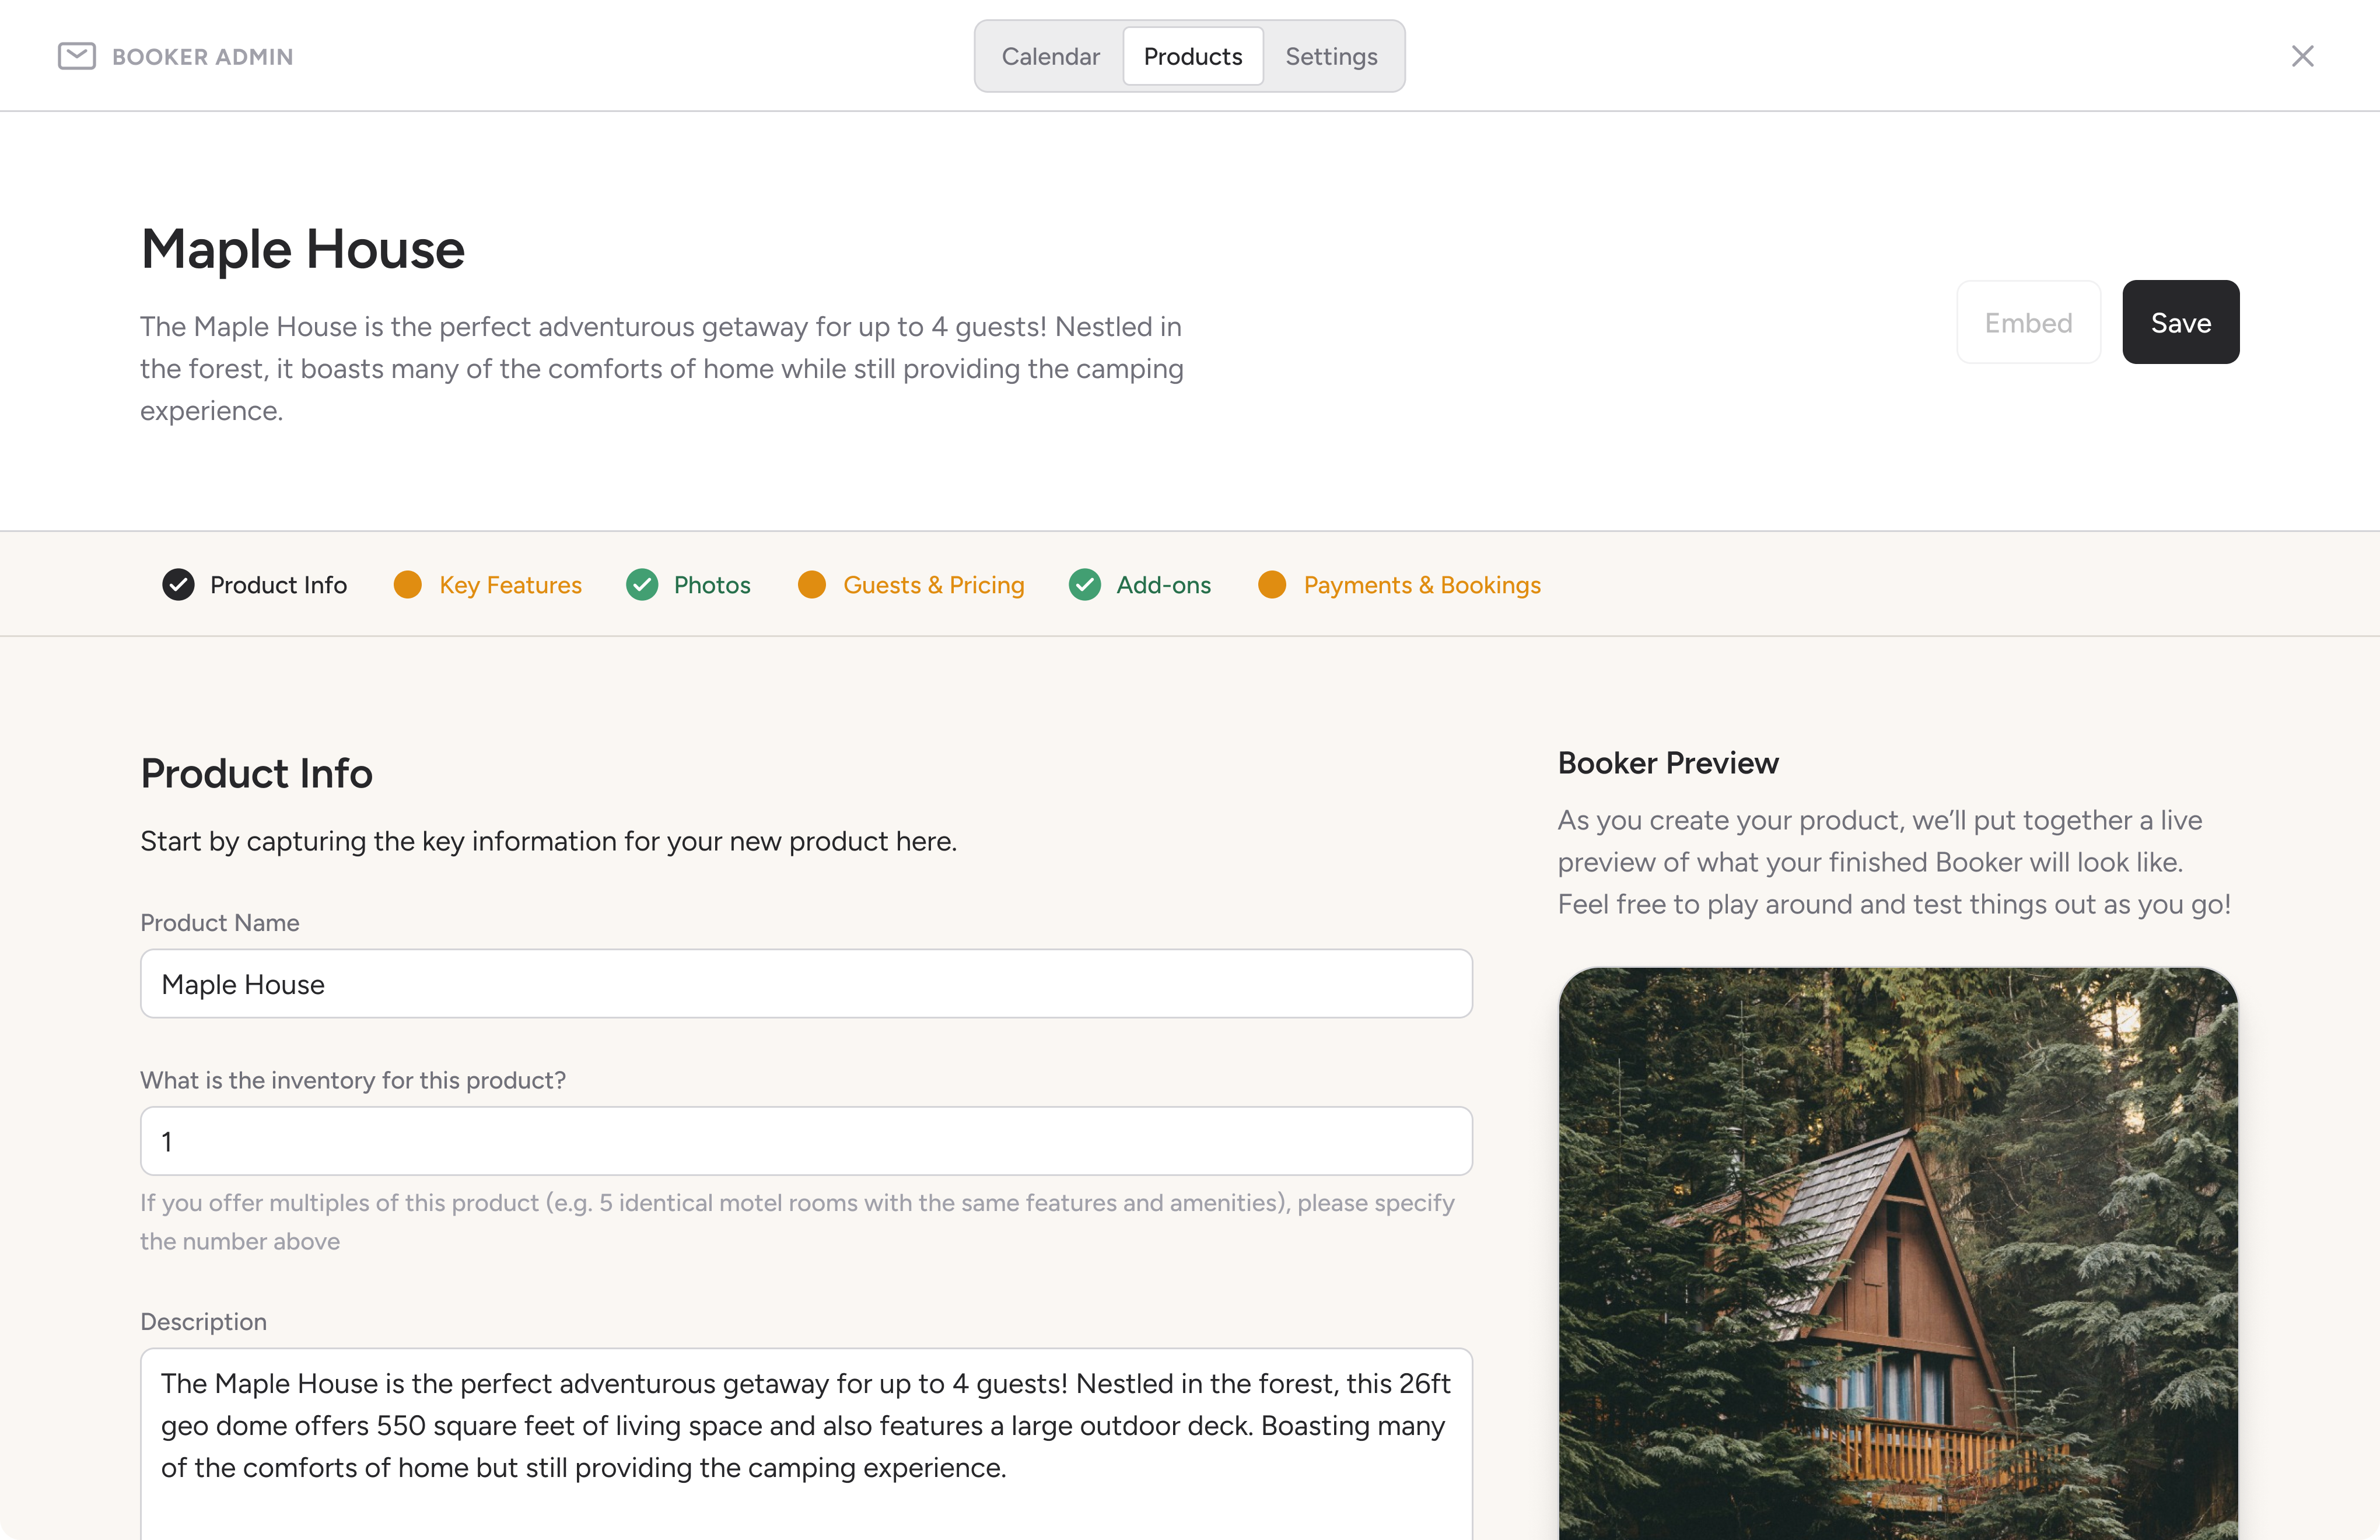 BOOKER ADMIN
Calendar
Products
Settings
Maple House
The Maple House is the perfect adventurous getaway for up to 4 guests! Nestled in
the forest, it boasts many of the comforts of home while still providing the camping
experience.
Embed
Save
Product Info
Key Features
Photos
Guests & Pricing
Add-ons
Payments & Bookings
Product Info
Start by capturing the key information for your new product here.
Product Name
Maple House
What is the inventory for this product?
1
If you offer multiples of this product (e.g. 5 identical motel rooms with the same features and amenities), please specify
the number above
Description
The Maple House is the perfect adventurous getaway for up to 4 guests! Nestled in the forest, this 26ft
geo dome offers 550 square feet of living space and also features a large outdoor deck. Boasting many
of the comforts of home but still providing the camping experience.
Booker Preview
As you create your product, we’ll put together a live
preview of what your finished Booker will look like.
Feel free to play around and test things out as you go!